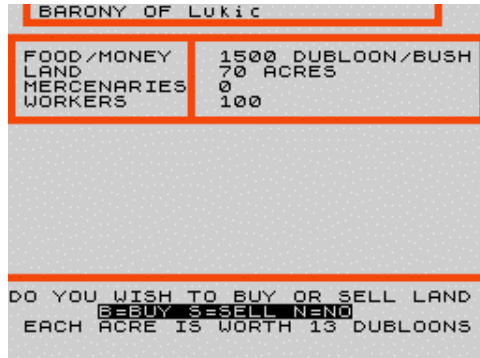 BARONY OF Lukic
FOOD/MONEY 1500 DUBLOON/BUSH
LAND 70 ACRES
MERCENARIES 0
WORKERS 100
DO YOU WISH TO BUY OR SELL LAND
B=BUY S=SELL N=NO
EACH ACRE IS WORTH 13 DUBLOONS